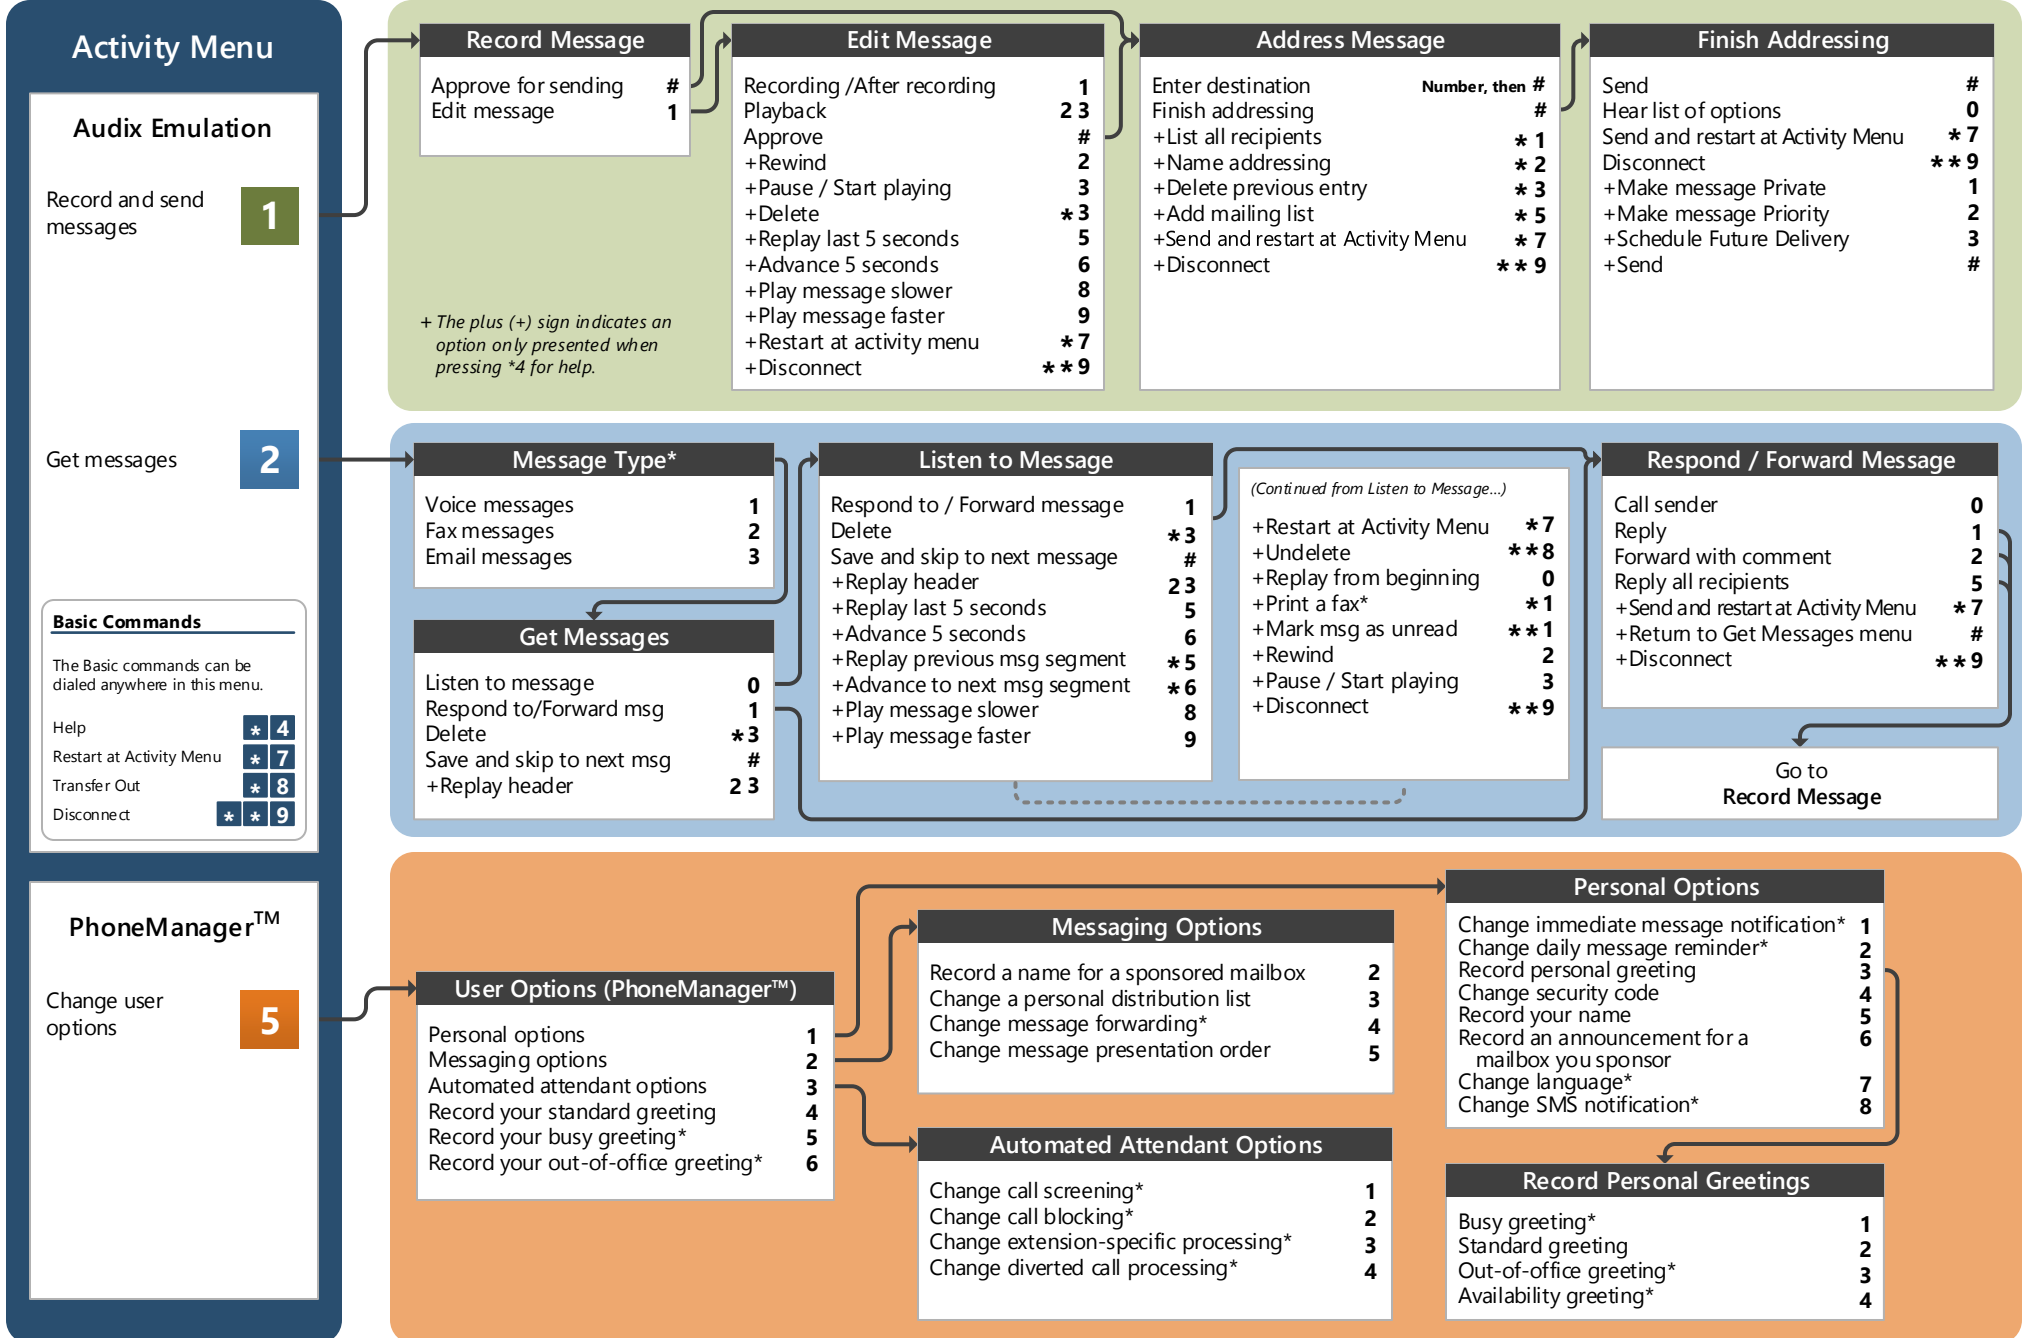 Activity Menu
Audix Emulation
Record and send
messages
1
Get messages
2
Basic Commands
The Basic commands can be
dialed anywhere in this menu.
Help * 4
Restart at Activity Menu * 7
Transfer Out * 8
Disconnect * * 9
PhoneManager™
Change user
options
5
Record Message
Approve for sending #
Edit message 1
+ The plus (+) sign indicates an
option only presented when
pressing *4 for help.
Edit Message
Recording /After recording 1
Playback 2 3
Approve #
+Rewind 2
+Pause / Start playing 3
+Delete * 3
+Replay last 5 seconds 5
+Advance 5 seconds 6
+Play message slower 8
+Play message faster 9
+Restart at activity menu * 7
+Disconnect * * 9
Address Message
Enter destination Number, then #
Finish addressing #
+List all recipients * 1
+Name addressing * 2
+Delete previous entry * 3
+Add mailing list * 5
+Send and restart at Activity Menu * 7
+Disconnect * * 9
Finish Addressing
Send #
Hear list of options 0
Send and restart at Activity Menu * 7
Disconnect * * 9
+Make message Private 1
+Make message Priority 2
+Schedule Future Delivery 3
+Send #
Message Type*
Voice messages 1
Fax messages 2
Email messages 3
Get Messages
Listen to message 0
Respond to/Forward msg 1
Delete * 3
Save and skip to next msg #
+Replay header 2 3
Listen to Message
Respond to / Forward message 1
Delete * 3
Save and skip to next message #
+Replay header 2 3
+Replay last 5 seconds 5
+Advance 5 seconds 6
+Replay previous msg segment * 5
+Advance to next msg segment * 6
+Play message slower 8
+Play message faster 9
(Continued from Listen to Message...)
+Restart at Activity Menu * 7
+Undelete * * 8
+Replay from beginning 0
+Print a fax* * 1
+Mark msg as unread * * 1
+Rewind 2
+Pause / Start playing 3
+Disconnect * * 9
Respond / Forward Message
Call sender 0
Reply 1
Forward with comment 2
Reply all recipients 5
+Send and restart at Activity Menu * 7
+Return to Get Messages menu #
+Disconnect * * 9
Go to
Record Message
User Options (PhoneManager™)
Personal options 1
Messaging options 2
Automated attendant options 3
Record your standard greeting 4
Record your busy greeting* 5
Record your out-of-office greeting* 6
Messaging Options
Record a name for a sponsored mailbox 2
Change a personal distribution list 3
Change message forwarding* 4
Change message presentation order 5
Automated Attendant Options
Change call screening* 1
Change call blocking* 2
Change extension-specific processing* 3
Change diverted call processing* 4
Personal Options
Change immediate message notification* 1
Change daily message reminder* 2
Record personal greeting 3
Change security code 4
Record your name 5
Record an announcement for a 6
mailbox you sponsor
Change language* 7
Change SMS notification* 8
Record Personal Greetings
Busy greeting* 1
Standard greeting 2
Out-of-office greeting* 3
Availability greeting* 4